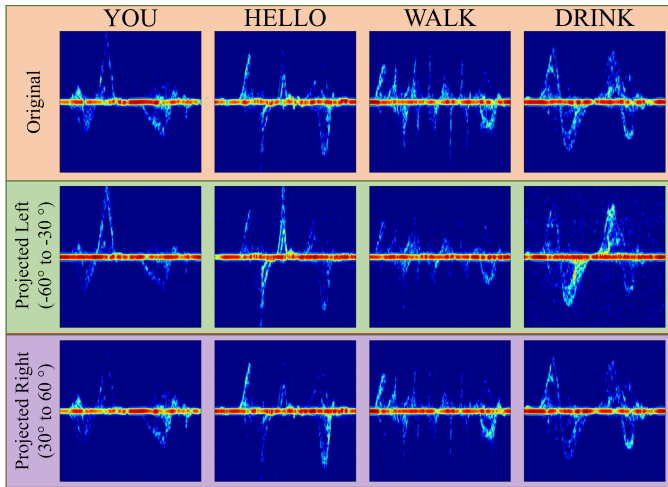 YOU HELLO WALK DRINK
Original
Projected Left
(-60° to -30 °)
Projected Right
(30° to 60 °)